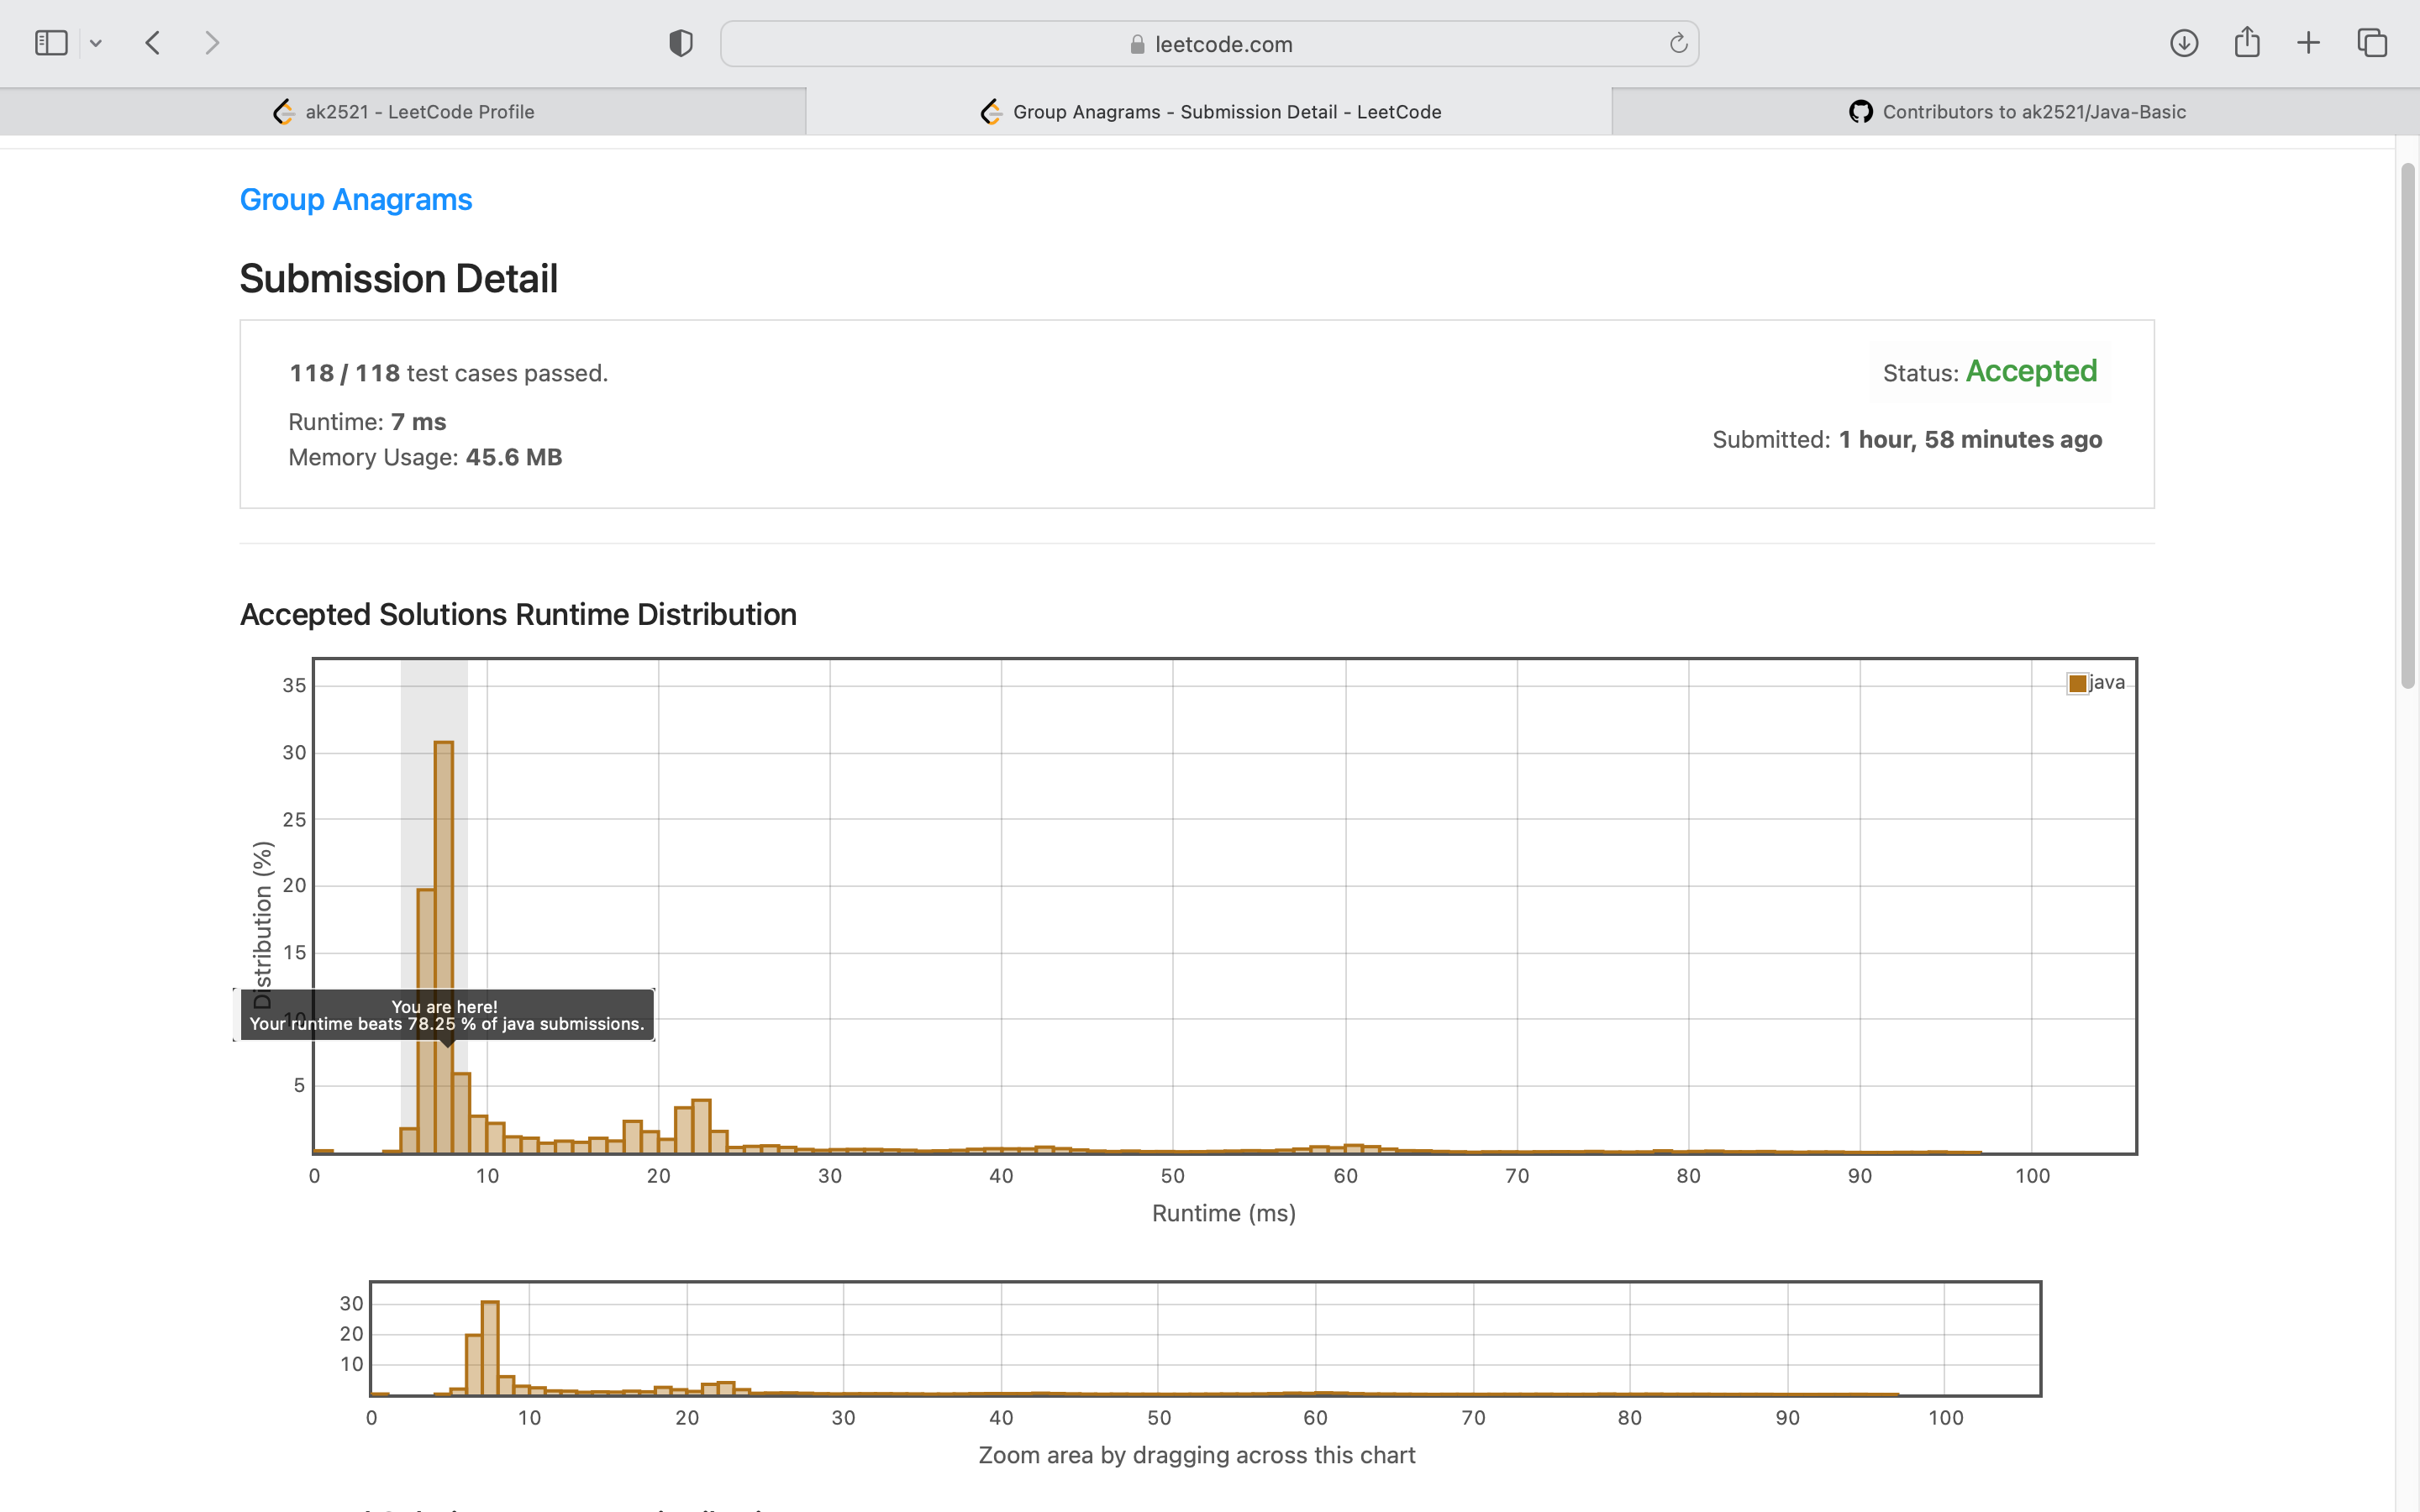 leetcode.com
ak2521 - LeetCode Profile
Group Anagrams - Submission Detail - LeetCode
Contributors to ak2521/Java-Basic
Group Anagrams
Submission Detail
118 / 118 test cases passed.
Status: Accepted
Runtime: 7 ms
Submitted: 1 hour, 58 minutes ago
Memory Usage: 45.6 MB
Accepted Solutions Runtime Distribution
java
35
30
25
20
15
10
5
Distribution (%)
You are here!
Your runtime beats 78.25 % of java submissions.
0 10 20 30 40 50 60 70 80 90 100
Runtime (ms)
30
20
10
0 10 20 30 40 50 60 70 80 90 100
Zoom area by dragging across this chart